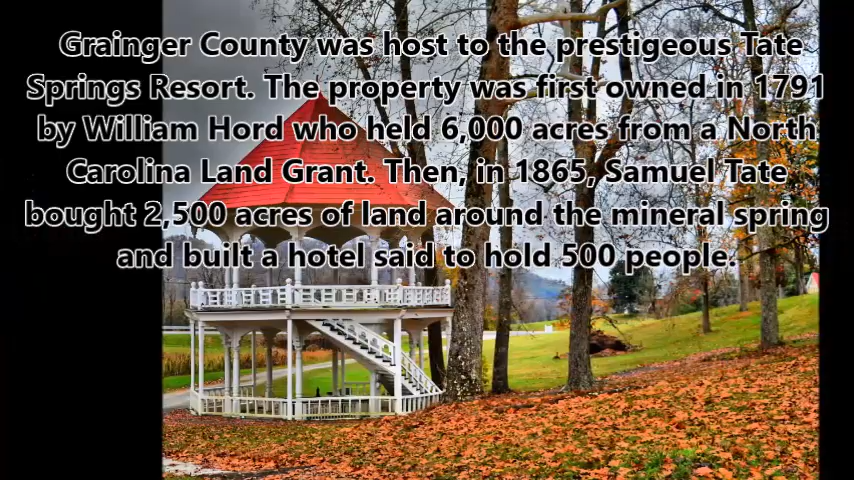 Grainger County was host to the prestigeous Tate
Springs Resort. The property was first owned in 1791
by William Hord who held 6,000 acres from a North
Carolina Land Grant. Then, in 1865, Samuel Tate
bought 2,500 acres of land around the mineral spring
and built a hotel said to hold 500 people.